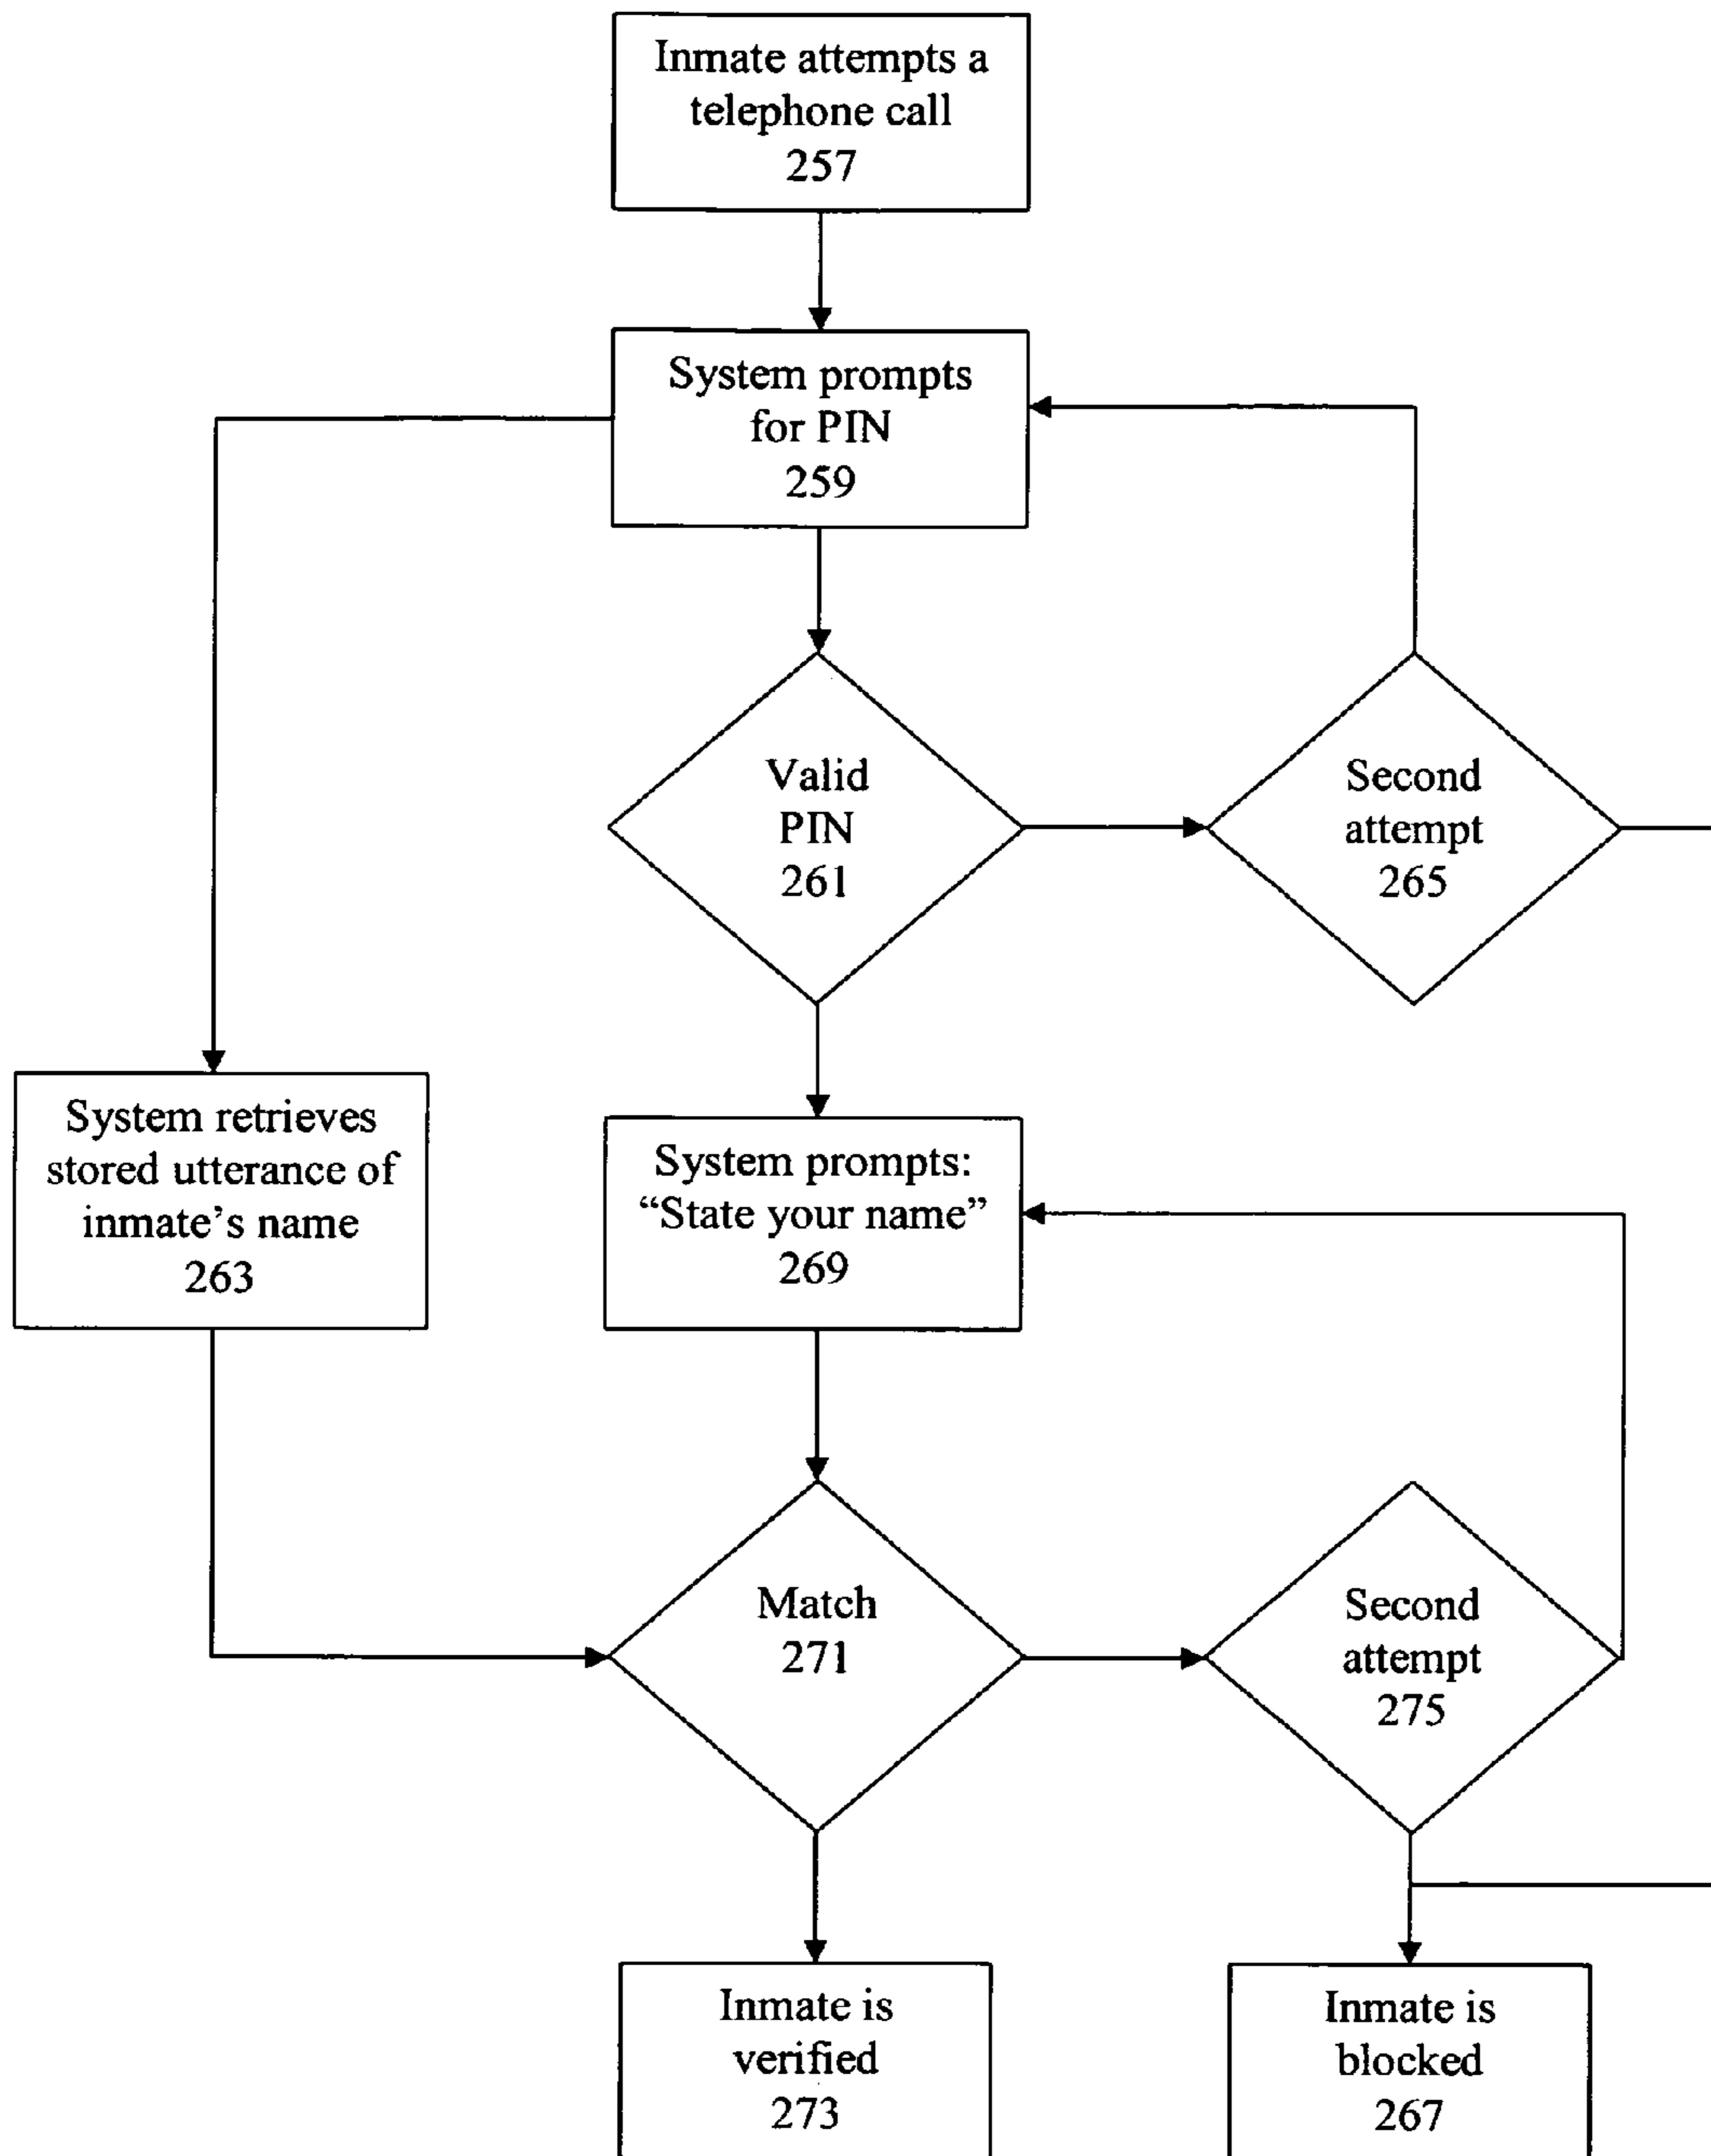 Inmate attempts a
telephone call
257
System prompts
for PIN
259
Valid
PIN
261
Second
attempt
265
System retrieves
stored utterance of
inmate’s name
263
System prompts:
“State your name”
269
Match
271
Second
attempt
275
Inmate is
verified
273
Inmate is
blocked
267